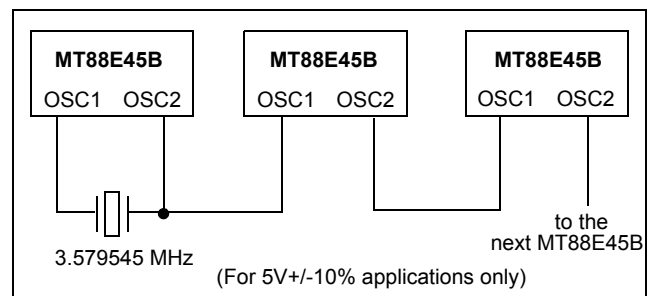 MT88E45B MT88E45B MT88E45B
OSC1 OSC2 OSC1 OSC2 OSC1 OSC2
to the
next MT88E45B
3.579545 MHz
(For 5V+/-10% applications only)